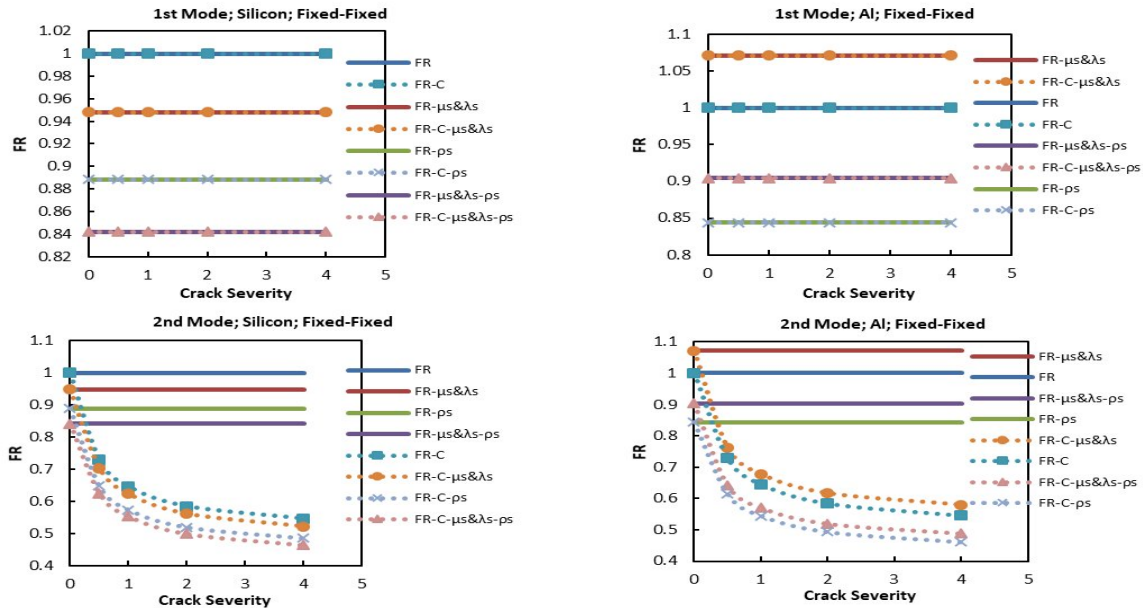 1st Mode; Silicon; Fixed-Fixed
1.02
1
0.98
0.96
0.94
0.92
0.9
0.88
0.86
0.84
0.82
FR
0 1 2 3 4 5
Crack Severity
FR
FR-C
FR-μs&λs
FR-C-μs&λs
FR-ρs
FR-C-ρs
FR-μs&λs-ρs
FR-C-μs&λs-ρs
1st Mode; Al; Fixed-Fixed
1.1
1.05
1
0.95
0.9
0.85
0.8
FR
0 1 2 3 4 5
Crack Severity
FR-μs&λs
FR-C-μs&λs
FR
FR-C
FR-μs&λs-ρs
FR-C-μs&λs-ρs
FR-ρs
FR-C-ρs
2nd Mode; Silicon; Fixed-Fixed
1.1
1
0.9
0.8
0.7
0.6
0.5
0.4
FR
0 1 2 3 4 5
Crack Severity
FR
FR-μs&λs
FR-ρs
FR-μs&λs-ρs
FR-C
FR-C-μs&λs
FR-C-ρs
FR-C-μs&λs-ρs
2nd Mode; Al; Fixed-Fixed
1.1
1
0.9
0.8
0.7
0.6
0.5
0.4
FR
0 1 2 3 4 5
Crack Severity
FR-μs&λs
FR
FR-μs&λs-ρs
FR-ρs
FR-C-μs&λs
FR-C
FR-C-μs&λs-ρs
FR-C-ρs